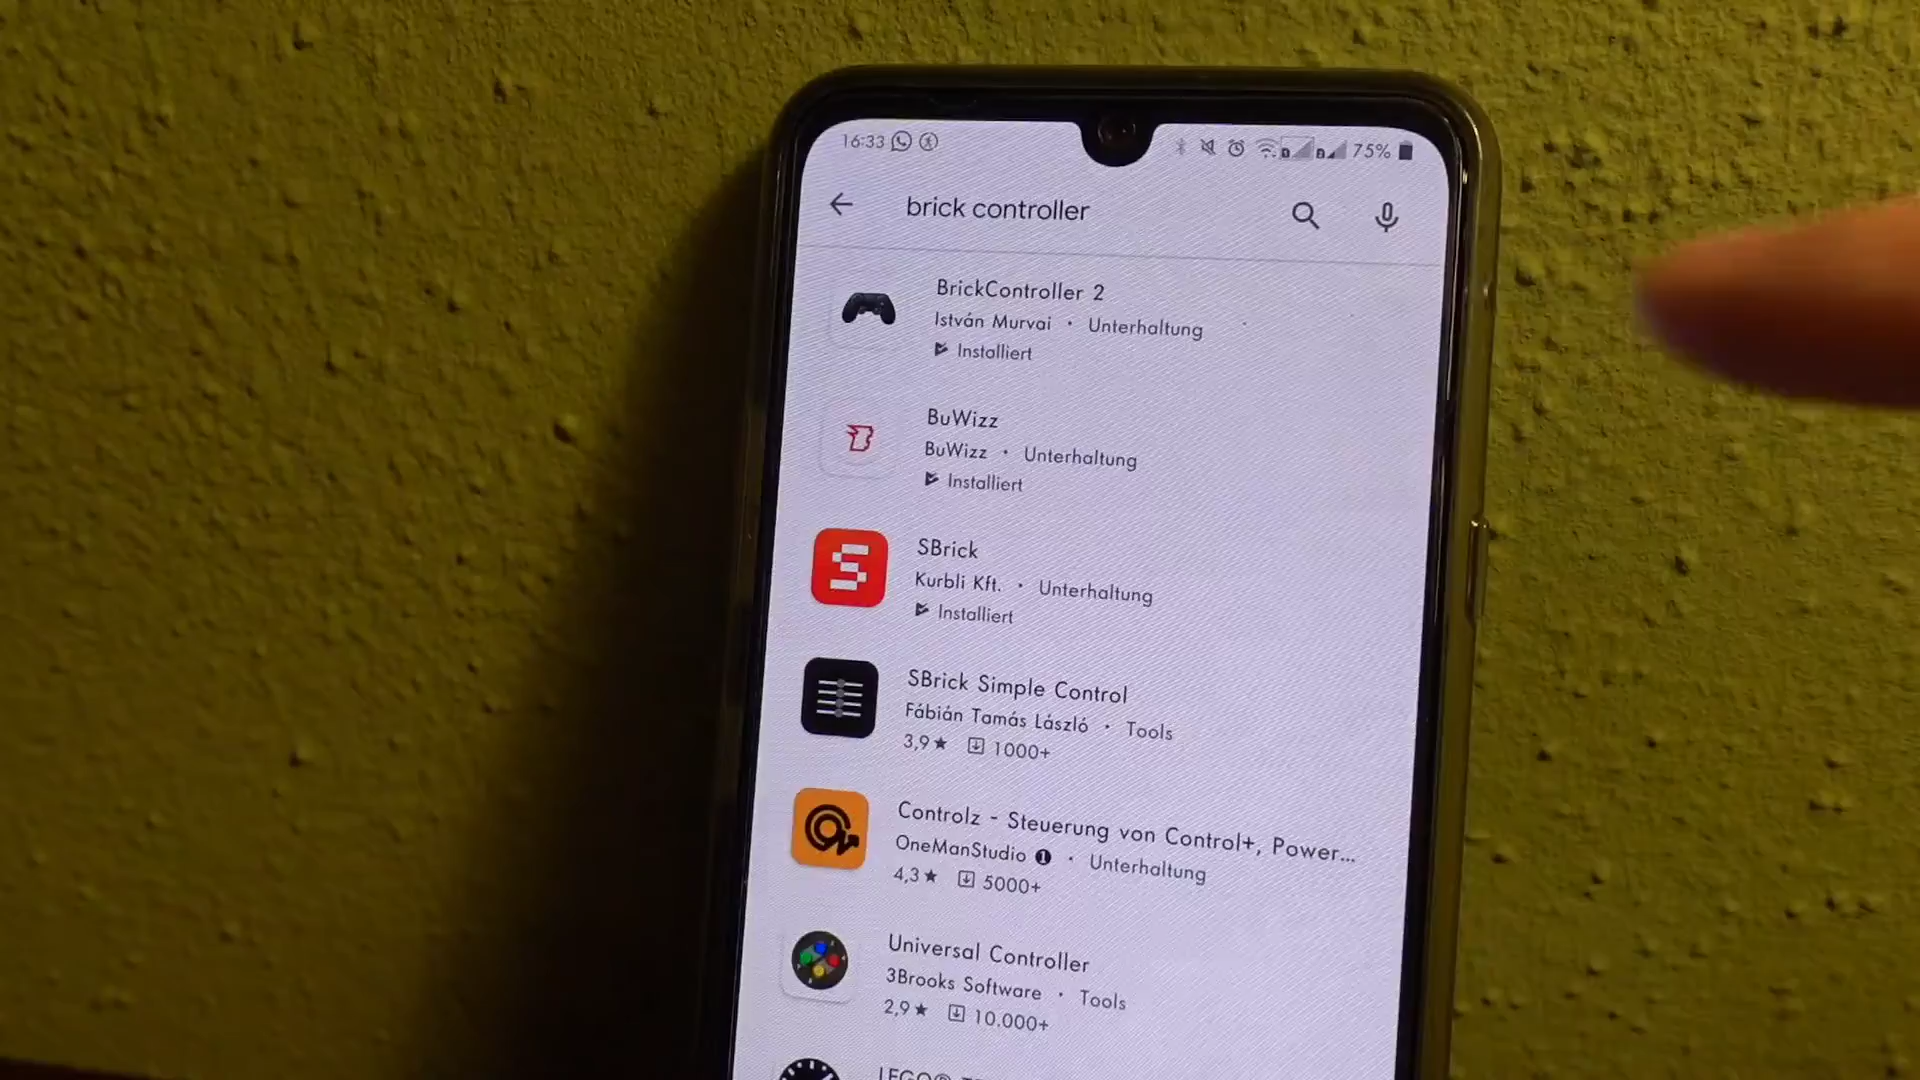 16:33 75%
brick controller
BrickController 2
István Murvai · Unterhaltung
Installiert
BuWizz
BuWizz · Unterhaltung
Installiert
SBrick
Kurbli Kft. · Unterhaltung
Installiert
SBrick Simple Control
Fábián Tamás László · Tools
3,9★ 1000+
Controlz - Steuerung von Control+, Power...
OneManStudio · Unterhaltung
4,3★ 5000+
Universal Controller
3Brooks Software · Tools
2,9★ 10.000+
LEGO®